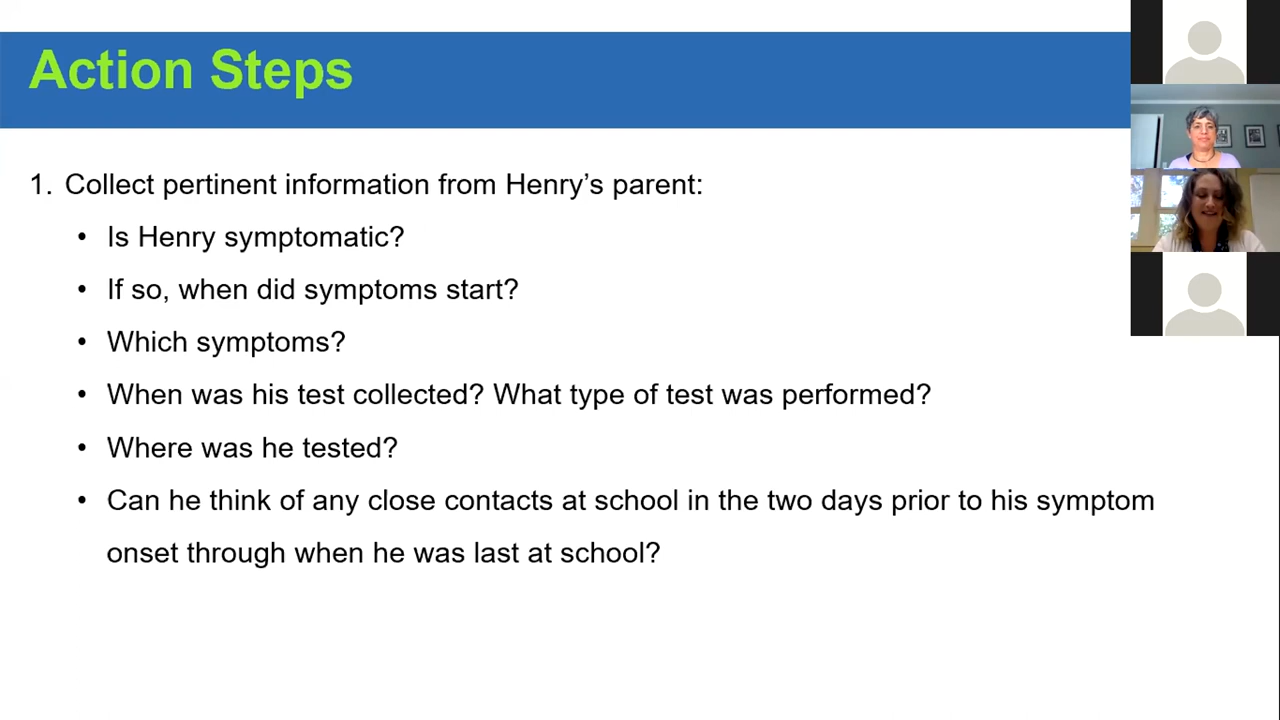 Action Steps
1. Collect pertinent information from Henry’s parent:
• Is Henry symptomatic?
• If so, when did symptoms start?
• Which symptoms?
• When was his test collected? What type of test was performed?
• Where was he tested?
• Can he think of any close contacts at school in the two days prior to his symptom
onset through when he was last at school?